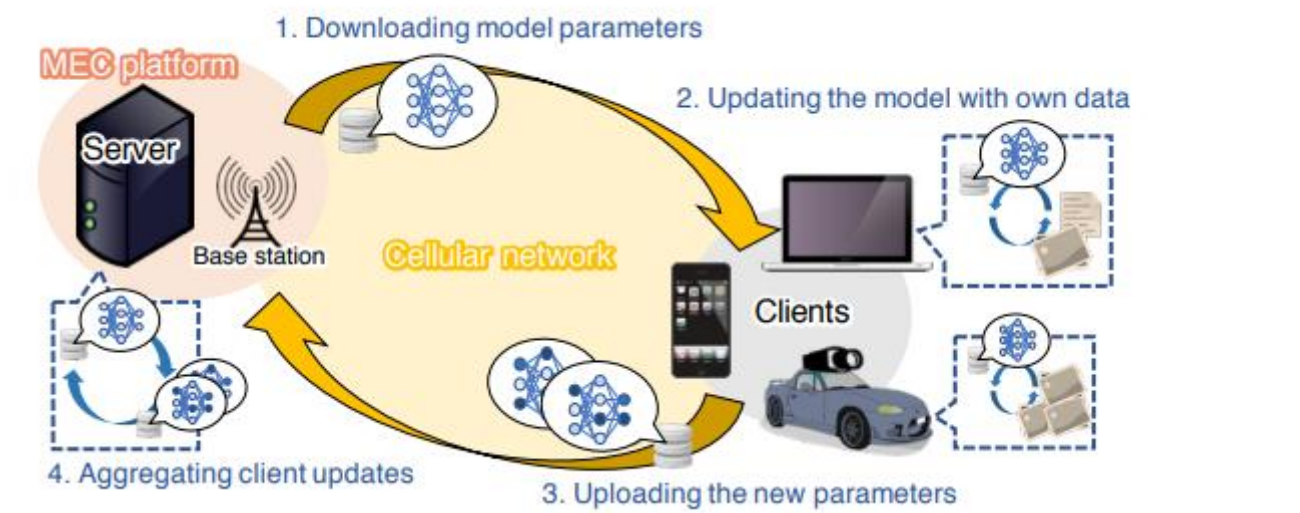 1. Downloading model parameters
MEC platform
2. Updating the model with own data
Server
Base station
Cellular network
Clients
4. Aggregating client updates
3. Uploading the new parameters